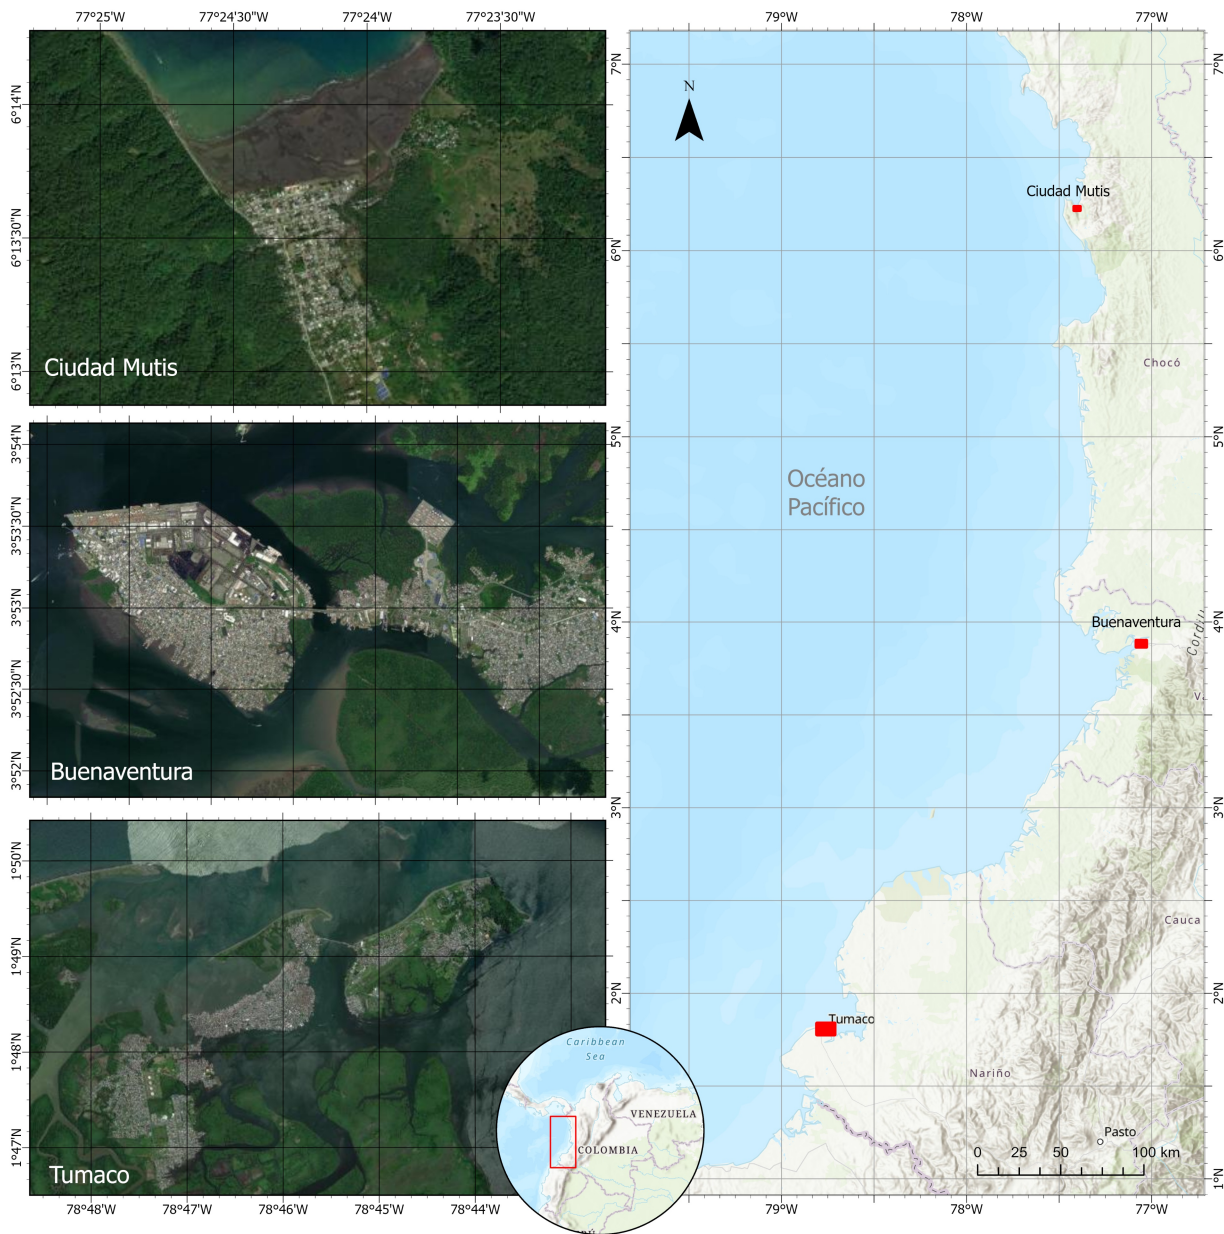 77°25'W 77°24'30"W 77°24'W 77°23'30"W
79°W 78°W 77°W
6°14'N
6°13'30"N
6°13'N
Ciudad Mutis
3°54'N
3°53'30"N
3°53'N
3°52'30"N
3°52'N
Buenaventura
1°50'N
1°49'N
1°48'N
1°47'N
Tumaco
78°48'W 78°47'W 78°46'W 78°45'W 78°44'W
Caribbean
Sea
VENEZUELA
COLOMBIA
N
7°N
Ciudad Mutis
6°N
Chocó
5°N
Océano
Pacífico
4°N
Buenaventura
3°N
Cauca
2°N
Tumaco
Nariño
Pasto
0 25 50 100 km
1°N
79°W 78°W 77°W